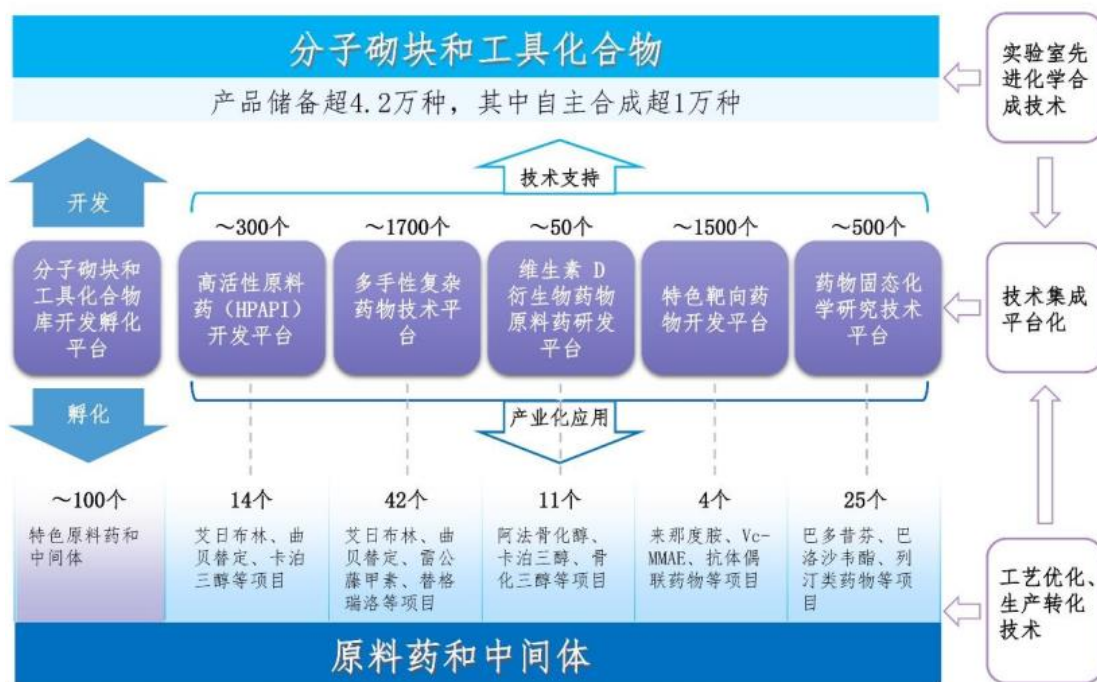 分子砌块和工具化合物
产品储备超4.2万种，其中自主合成超1万种
实验室先
进化学合
成技术
开发
技术支持
～300个
～1700个
～50个
～1500个
～500个
分子砌块和
工具化合物
库开发孵化
平台
高活性原料
药（HPAPI）
开发平台
多手性复杂
药物技术平
台
维生素 D
衍生物药物
原料药研发
平台
特色靶向药
物开发平台
药物固态化
学研究技术
平台
技术集成
平台化
孵化
产业化应用
～100个
特色原料药和
中间体
14个
艾日布林、曲
贝替定、卡泊
三醇等项目
42个
艾日布林、曲
贝替定、雷公
藤甲素、替格
瑞洛等项目
11个
阿法骨化醇、
卡泊三醇、骨
化三醇等项目
4个
来那度胺、Vc-
MMAE、抗体偶
联药物等项目
25个
巴多昔芬、巴
洛沙韦酯、列
汀类药物等项
目
工艺优化、
生产转化
技术
原料药和中间体